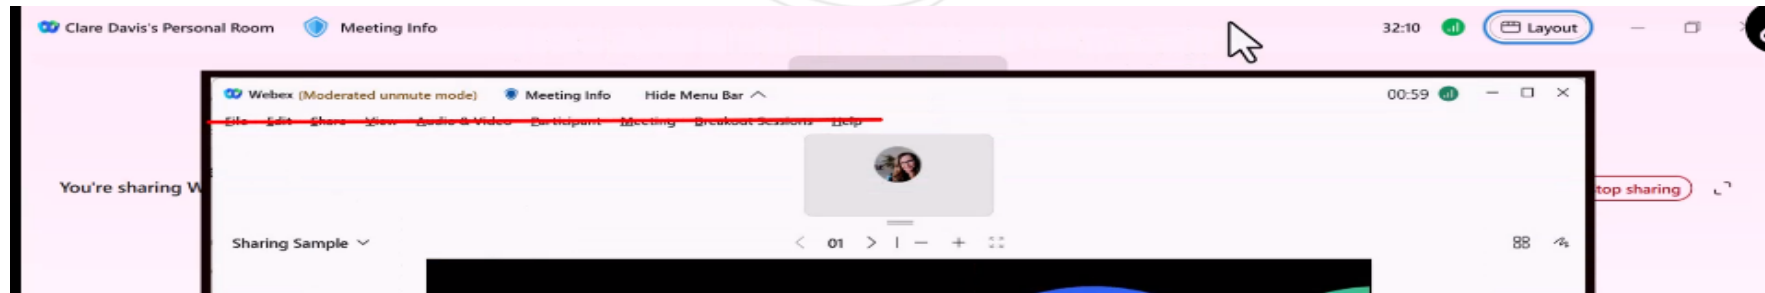 Clare Davis's Personal Room Meeting Info 32:10 Layout
Webex (Moderated unmute mode) Meeting Info Hide Menu Bar 00:59
File Edit Share View Audio & Video Participant Meeting Breakout Sessions Help
You're sharing W top sharing
Sharing Sample 01